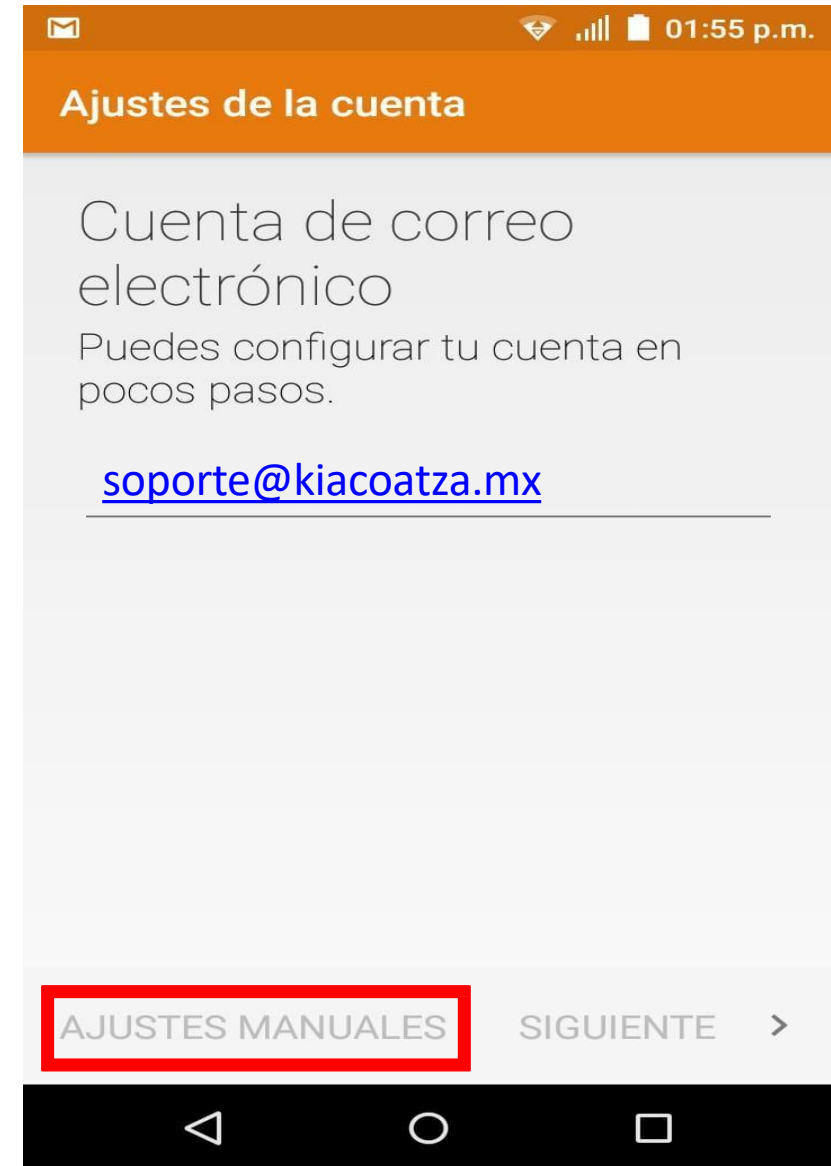 01:55 p.m.
Ajustes de la cuenta
Cuenta de correo
electrónico
Puedes configurar tu cuenta en
pocos pasos.
soporte@kiacoatza.mx
AJUSTES MANUALES SIGUIENTE >